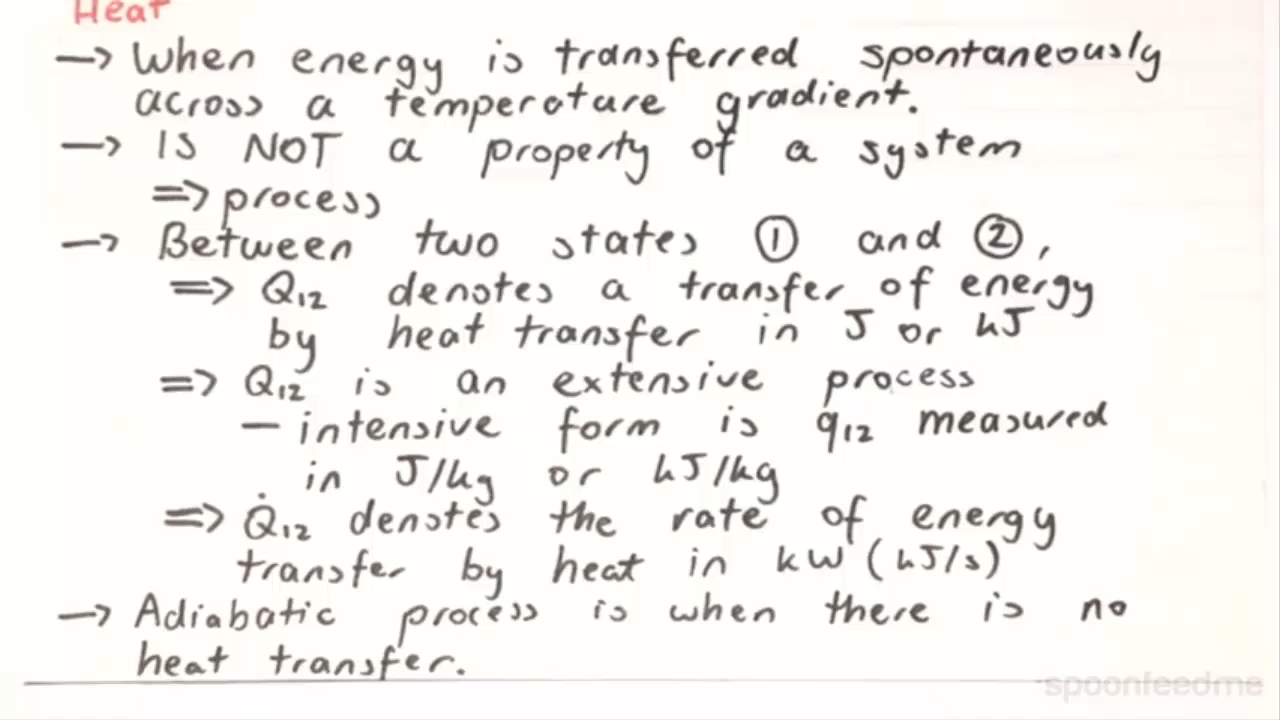 Heat
→ When energy is transferred spontaneously
across a temperature gradient.
→ IS NOT a property of a system
⇒ process
→ Between two states ① and ②,
⇒ Q₁₂ denotes a transfer of energy
by heat transfer in J or kJ
⇒ Q₁₂ is an extensive process
– intensive form is q₁₂ measured
in J/kg or kJ/kg
⇒ Q̇₁₂ denotes the rate of energy
transfer by heat in kW (kJ/s)
→ Adiabatic process is when there is no
heat transfer.
spoonfeedme